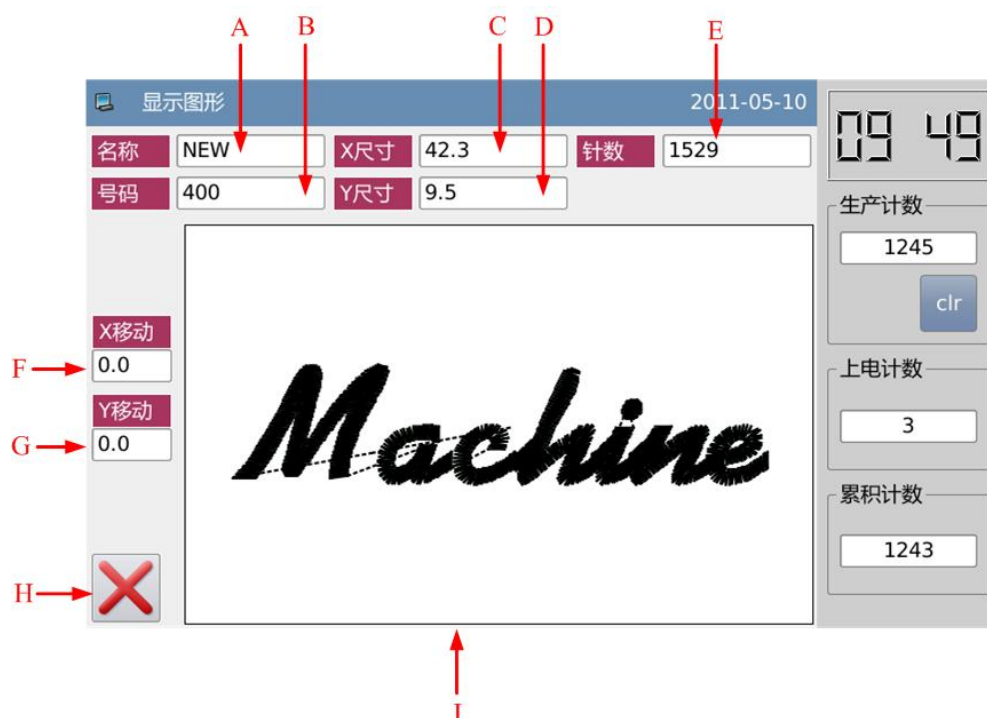 A B C D E
显示图形 2011-05-10
09 49
名称 NEW X尺寸 42.3 针数 1529
号码 400 Y尺寸 9.5
生产计数
1245
clr
X移动
F 0.0
上电计数
3
Y移动
G 0.0
Machine
累积计数
1243
H
I